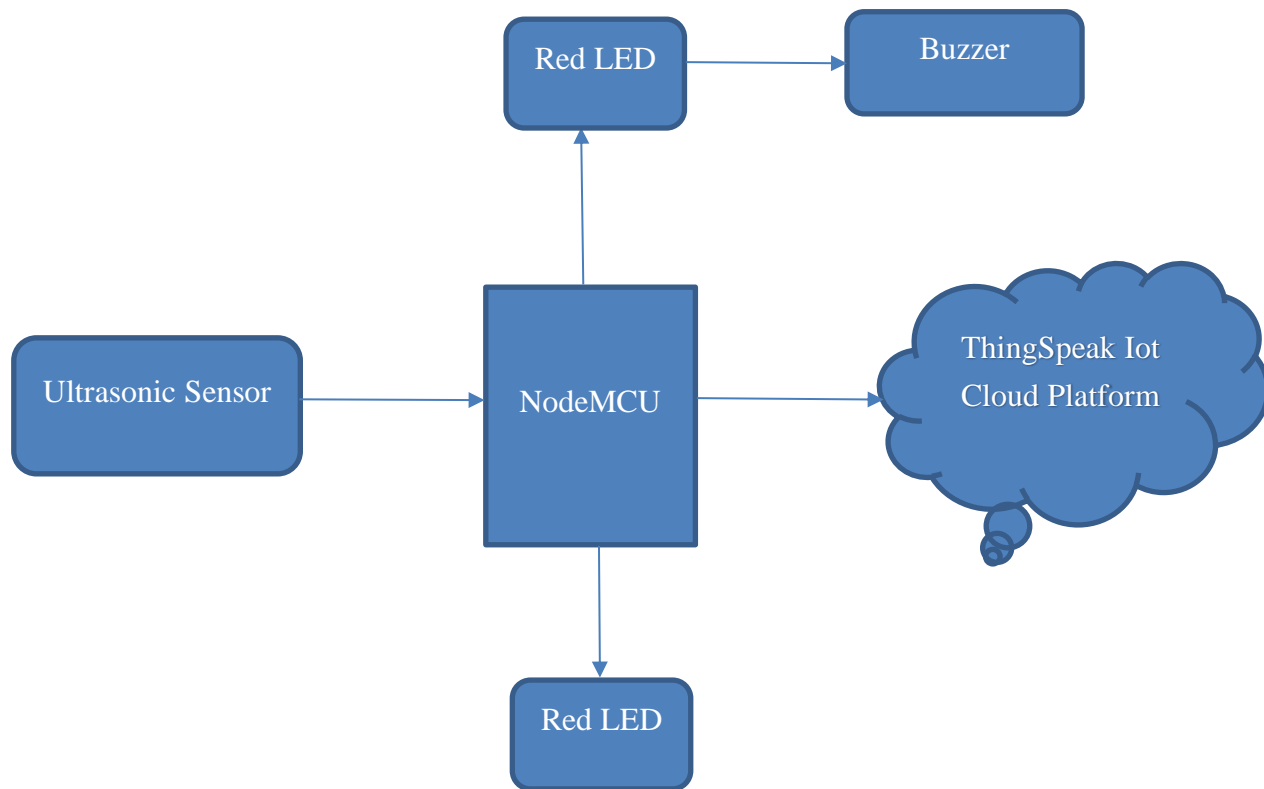 Red LED
Buzzer
Ultrasonic Sensor
NodeMCU
ThingSpeak Iot
Cloud Platform
Red LED